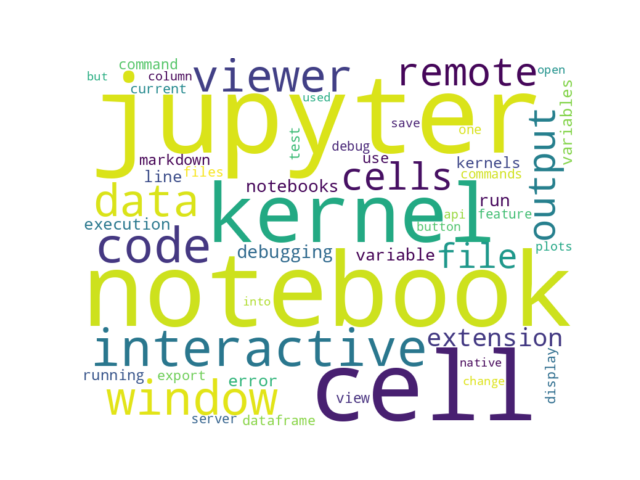 command
but
column
viewer
remote
open
current
used
jupyter
variables
test
save
one
debug
output
markdown
use
kernels
line
files
cells
commands
notebooks
data
kernel
run
api
feature
execution
button
code
debugging
variable
file
plots
notebook
into
interactive
extension
cell
native
running
export
error
display
change
window
view
server
dataframe